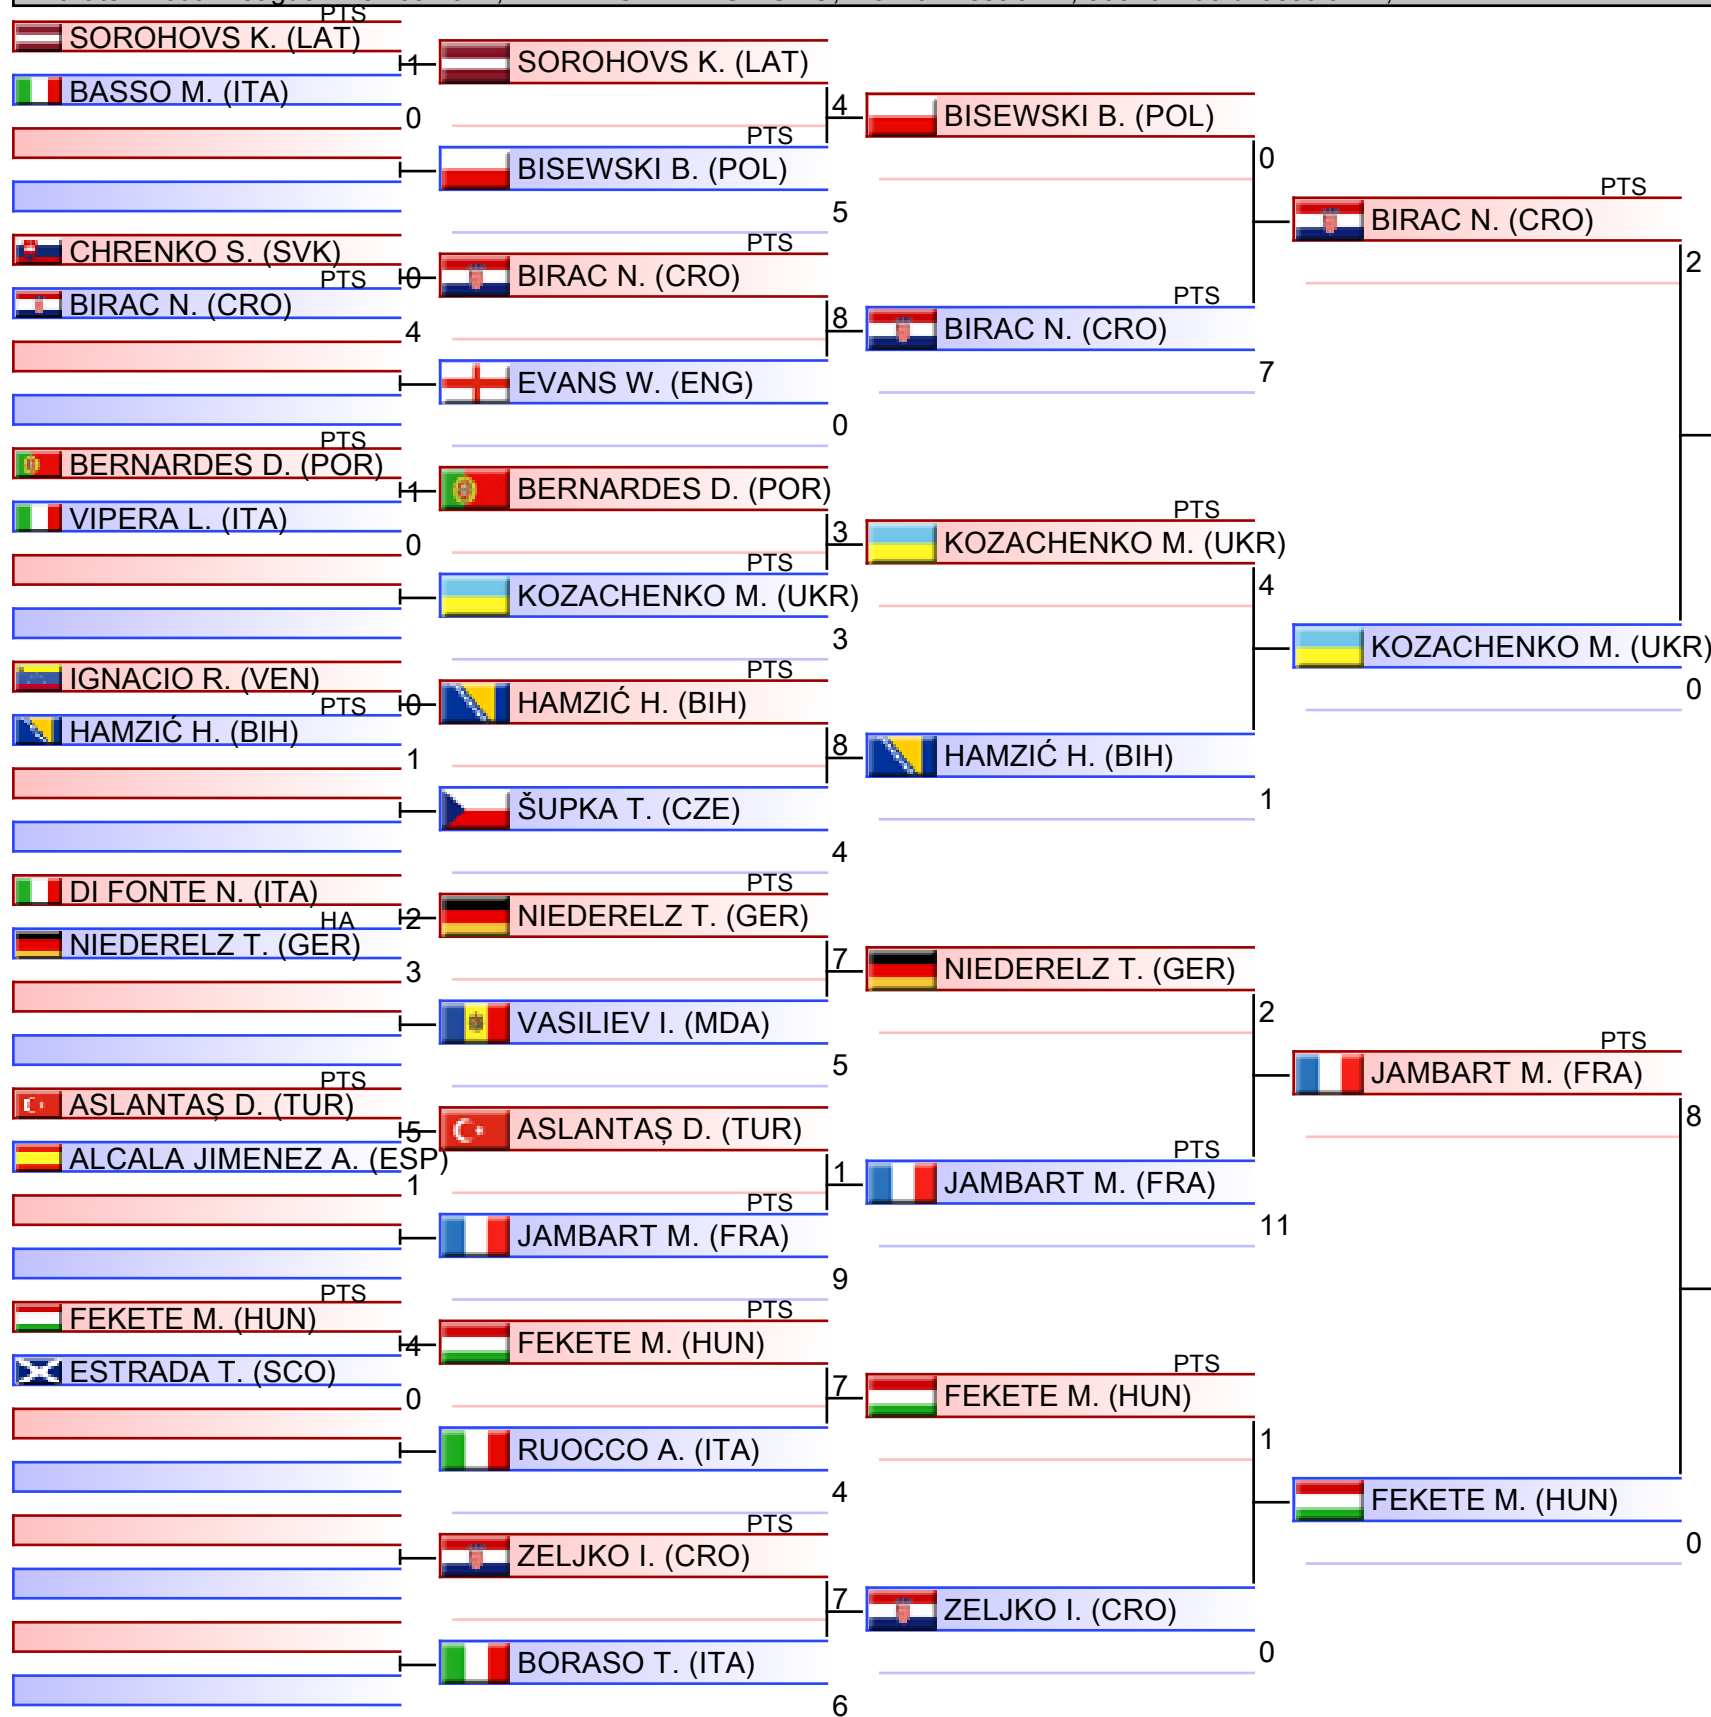 PTS
SOROHOVS K. (LAT)
1
BASSO M. (ITA)
0
CHRENKO S. (SVK)
0
PTS
BIRAC N. (CRO)
4
PTS
BERNARDES D. (POR)
1
VIPERA L. (ITA)
0
IGNACIO R. (VEN)
0
PTS
HAMZIĆ H. (BIH)
1
DI FONTE N. (ITA)
2
HA
NIEDERELZ T. (GER)
3
PTS
ASLANTAŞ D. (TUR)
5
ALCALA JIMENEZ A. (ESP)
1
PTS
FEKETE M. (HUN)
4
ESTRADA T. (SCO)
0
SOROHOVS K. (LAT)
4
PTS
BISEWSKI B. (POL)
5
PTS
BIRAC N. (CRO)
8
EVANS W. (ENG)
0
BERNARDES D. (POR)
3
PTS
KOZACHENKO M. (UKR)
3
PTS
HAMZIĆ H. (BIH)
8
ŠUPKA T. (CZE)
4
PTS
NIEDERELZ T. (GER)
7
VASILIEV I. (MDA)
5
ASLANTAŞ D. (TUR)
1
PTS
JAMBART M. (FRA)
9
PTS
FEKETE M. (HUN)
7
RUOCCO A. (ITA)
4
PTS
ZELJKO I. (CRO)
7
BORASO T. (ITA)
6
BISEWSKI B. (POL)
0
PTS
BIRAC N. (CRO)
7
PTS
KOZACHENKO M. (UKR)
4
HAMZIĆ H. (BIH)
1
NIEDERELZ T. (GER)
2
PTS
JAMBART M. (FRA)
11
PTS
FEKETE M. (HUN)
1
ZELJKO I. (CRO)
0
PTS
BIRAC N. (CRO)
2
KOZACHENKO M. (UKR)
0
PTS
JAMBART M. (FRA)
8
FEKETE M. (HUN)
0